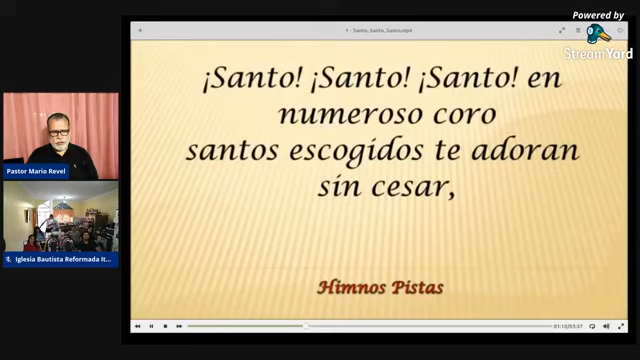 Powered by
StreamYard
1 - Santo, Santo, Santo.mp4
¡Santo! ¡Santo! ¡Santo! en
numeroso coro
santos escogidos te adoran
sin cesar,
Himnos Pistas
Pastor Mario Revel
Iglesia Bautista Reformada It...
01:10/03:37